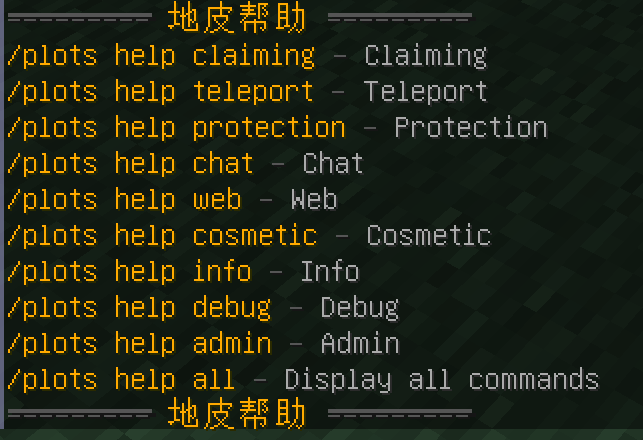 ========= 地皮帮助 =========
/plots help claiming - Claiming
/plots help teleport - Teleport
/plots help protection - Protection
/plots help chat - Chat
/plots help web - Web
/plots help cosmetic - Cosmetic
/plots help info - Info
/plots help debug - Debug
/plots help admin - Admin
/plots help all - Display all commands
========= 地皮帮助 =========